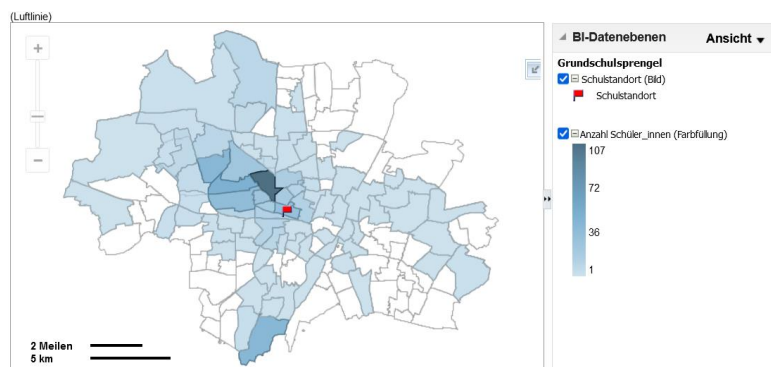 (Luftlinie)
2 Meilen
5 km
BI-Datenebenen
Ansicht
Grundschulsprengel
Schulstandort (Bild)
Schulstandort
Anzahl Schüler_innen (Farbfüllung)
107
72
36
1